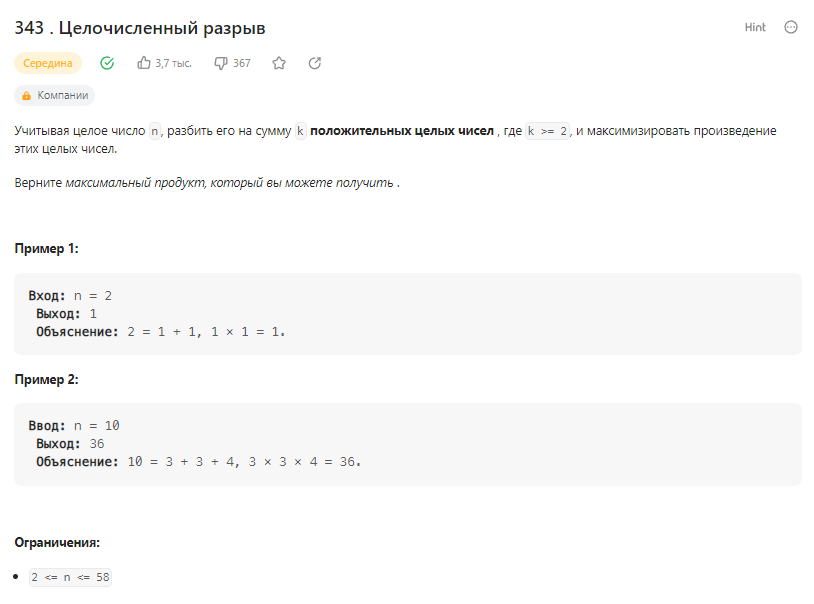 343 . Целочисленный разрыв
Hint
Середина 3,7 тыс. 367
Компании
Учитывая целое число n, разбить его на сумму k положительных целых чисел , где k >= 2, и максимизировать произведение
этих целых чисел.
Верните максимальный продукт, который вы можете получить .
Пример 1:
Вход: n = 2
Выход: 1
Объяснение: 2 = 1 + 1, 1 × 1 = 1.
Пример 2:
Ввод: n = 10
Выход: 36
Объяснение: 10 = 3 + 3 + 4, 3 × 3 × 4 = 36.
Ограничения:
2 <= n <= 58